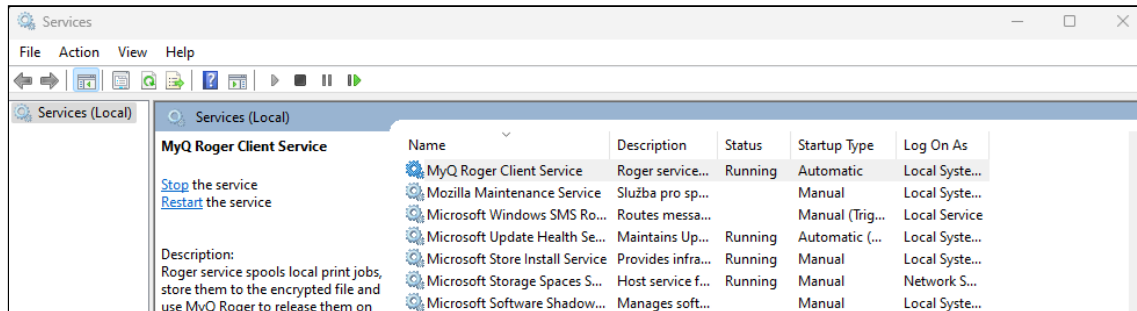 Services
File Action View Help
Services (Local)
Services (Local)
MyQ Roger Client Service
Stop the service
Restart the service
Description:
Roger service spools local print jobs,
store them to the encrypted file and
use MyQ Roger to release them on
Name Description Status Startup Type Log On As
MyQ Roger Client Service Roger service... Running Automatic Local Syste...
Mozilla Maintenance Service Služba pro sp... Manual Local Syste...
Microsoft Windows SMS Ro... Routes messa... Manual (Trig... Local Service
Microsoft Update Health Se... Maintains Up... Running Automatic (... Local Syste...
Microsoft Store Install Service Provides infra... Running Manual Local Syste...
Microsoft Storage Spaces S... Host service f... Running Manual Network S...
Microsoft Software Shadow... Manages soft... Manual Local Syste...